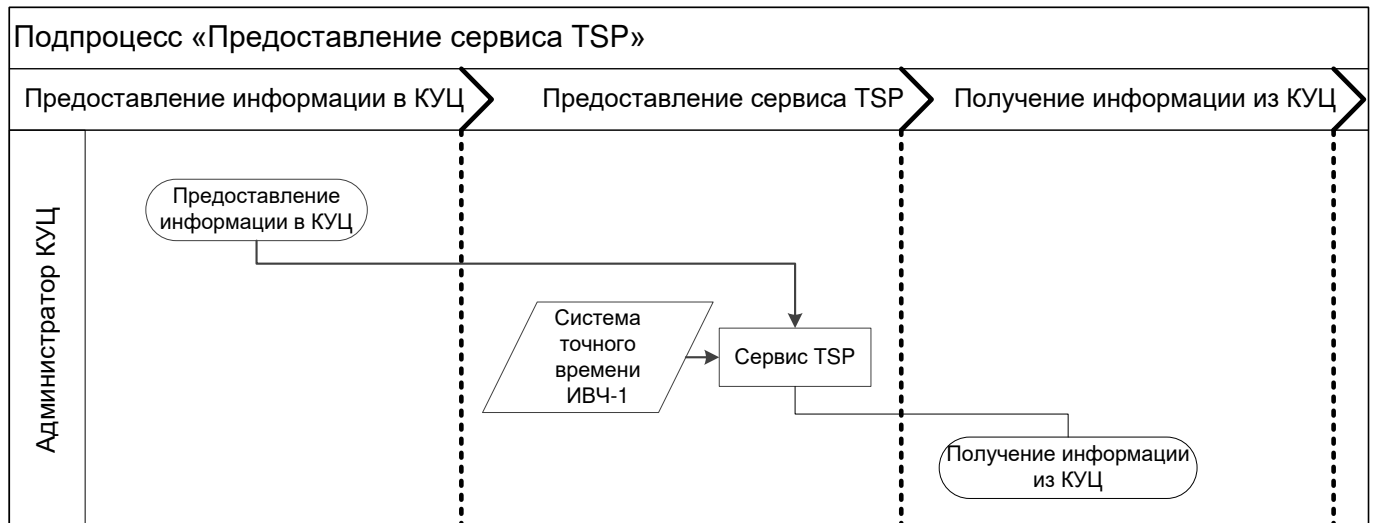 Подпроцесс «Предоставление сервиса TSP»
Предоставление информации в КУЦ
Предоставление сервиса TSP
Получение информации из КУЦ
Администратор КУЦ
Предоставление
информации в КУЦ
Система
точного
времени
ИВЧ-1
Сервис TSP
Получение информации
из КУЦ